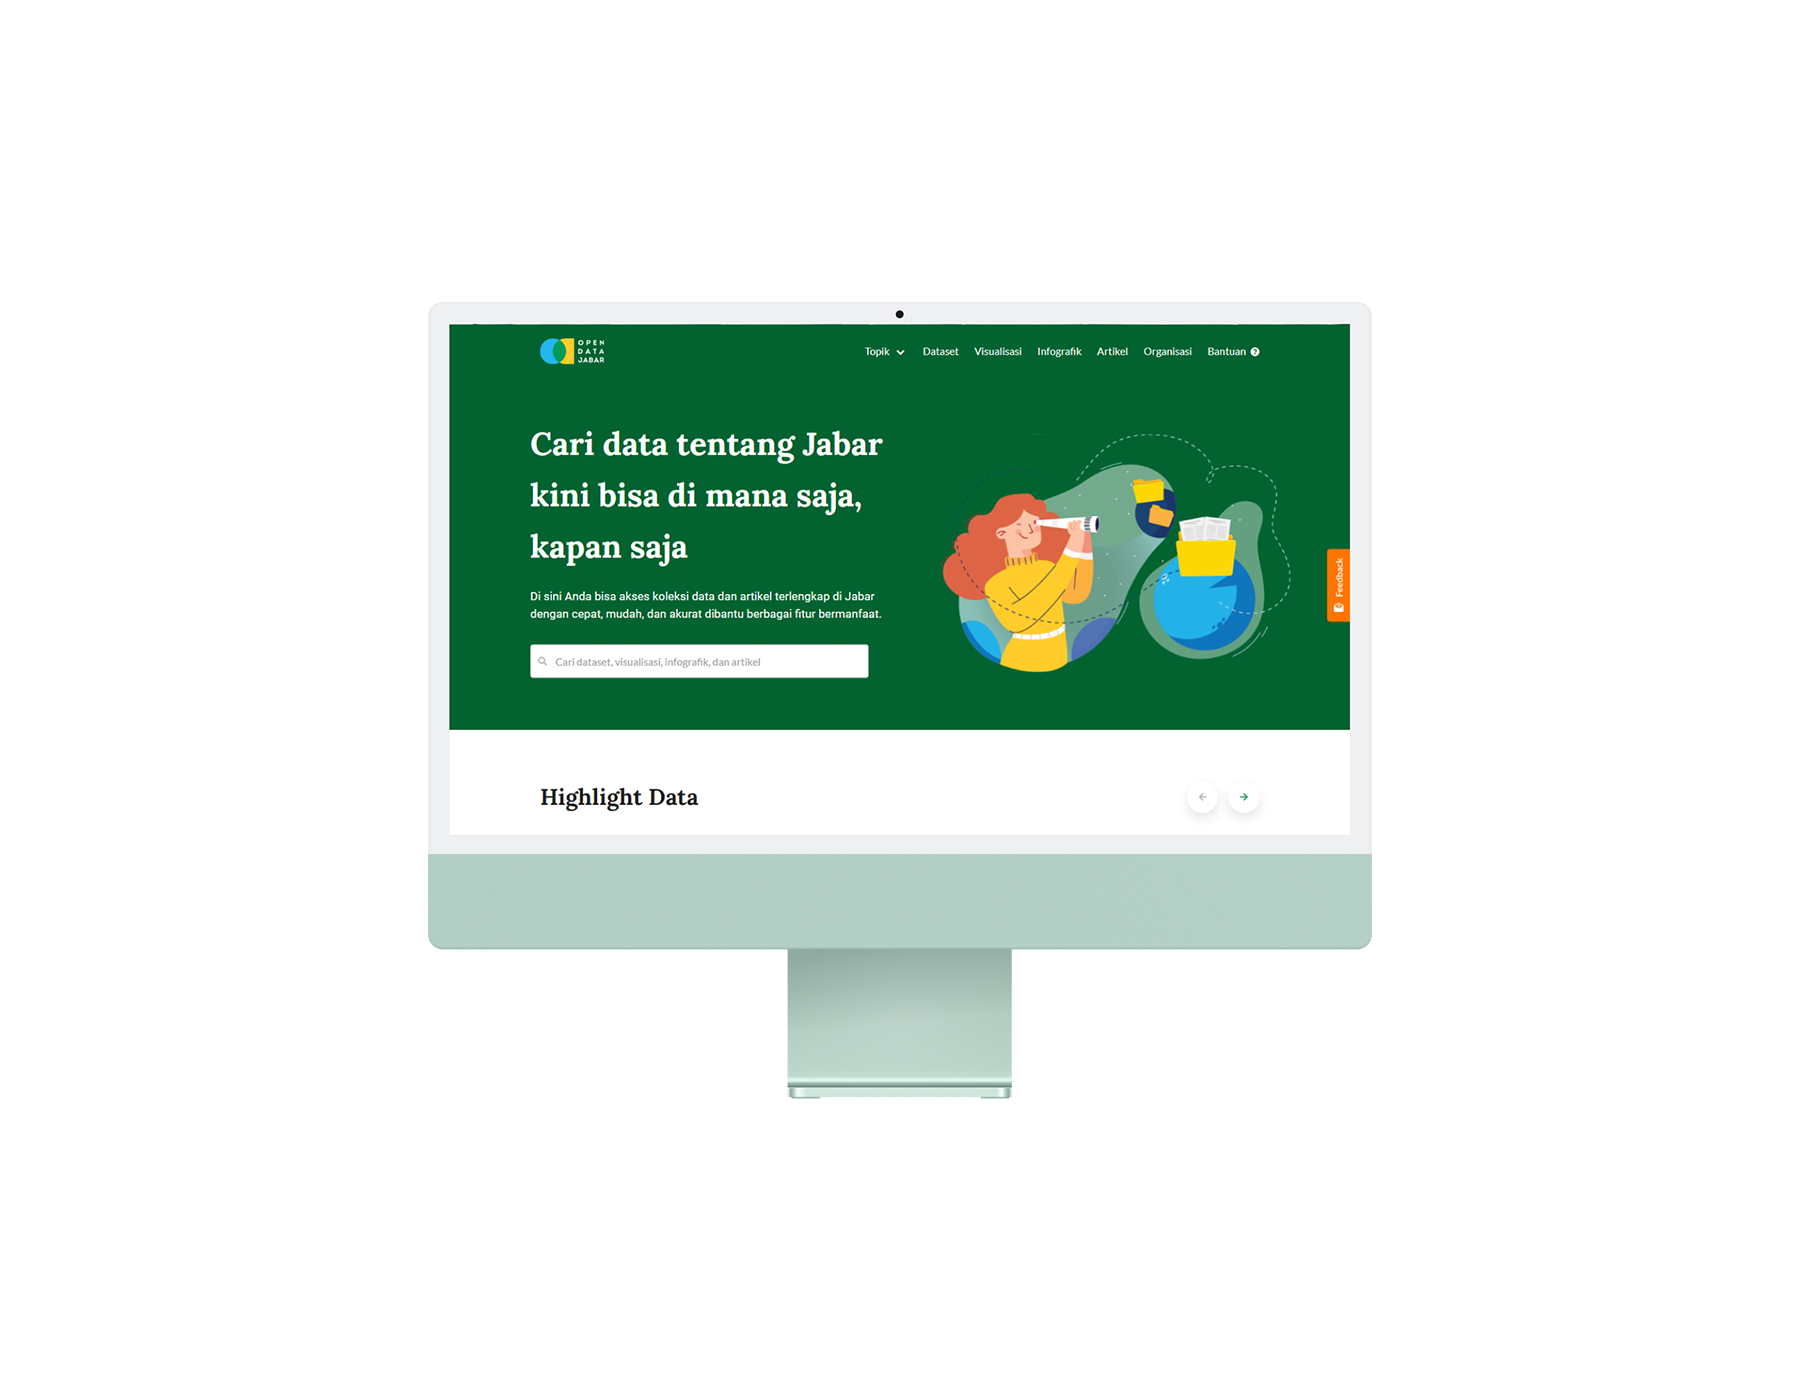 OPEN
DATA
JABAR
Topik Dataset Visualisasi Infografik Artikel Organisasi Bantuan
Cari data tentang Jabar
kini bisa di mana saja,
kapan saja
Di sini Anda bisa akses koleksi data dan artikel terlengkap di Jabar
dengan cepat, mudah, dan akurat dibantu berbagai fitur bermanfaat.
Cari dataset, visualisasi, infografik, dan artikel
Feedback
Highlight Data